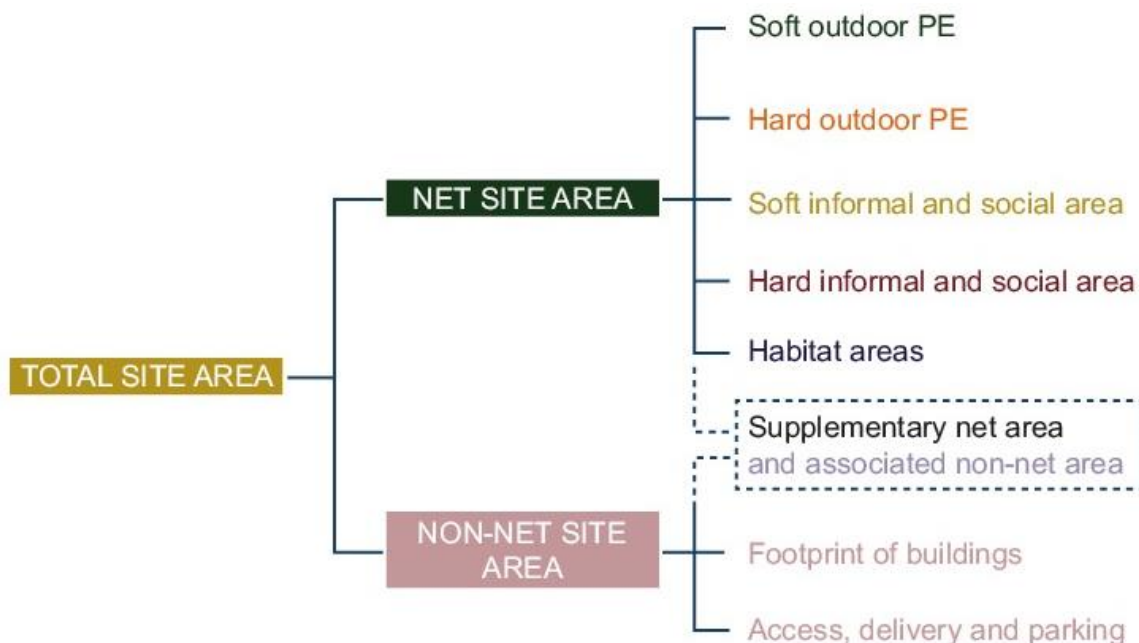 Soft outdoor PE
Hard outdoor PE
NET SITE AREA
Soft informal and social area
Hard informal and social area
Habitat areas
TOTAL SITE AREA
Supplementary net area
and associated non-net area
NON-NET SITE
AREA
Footprint of buildings
Access, delivery and parking